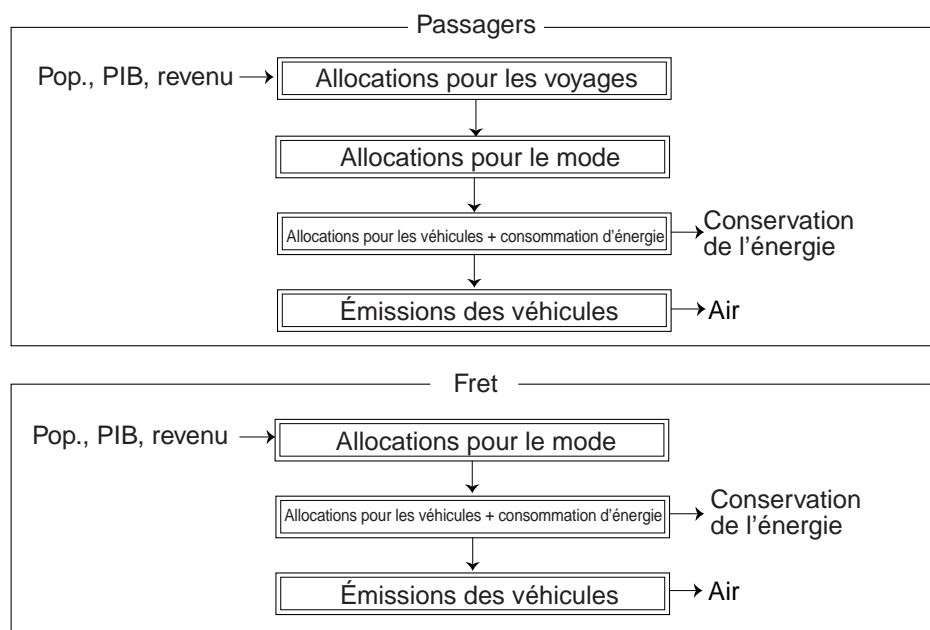 Passagers
Pop., PIB, revenu
Allocations pour les voyages
Allocations pour le mode
Allocations pour les véhicules + consommation d'énergie
Conservation
de l'énergie
Émissions des véhicules
Air
Fret
Pop., PIB, revenu
Allocations pour le mode
Allocations pour les véhicules + consommation d'énergie
Conservation
de l'énergie
Émissions des véhicules
Air